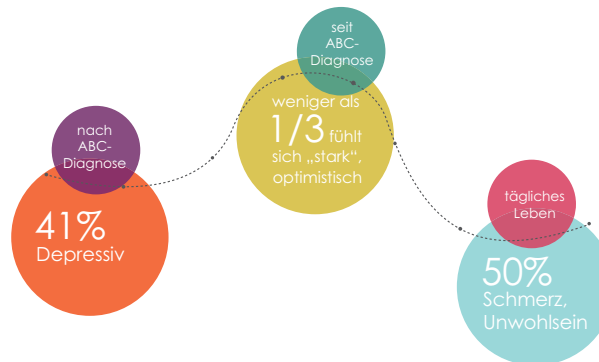 nach
ABC-
Diagnose
41%
Depressiv
seit
ABC-
Diagnose
weniger als
1/3 fühlt
sich „stark“,
optimistisch
tägliches
Leben
50%
Schmerz,
Unwohlsein